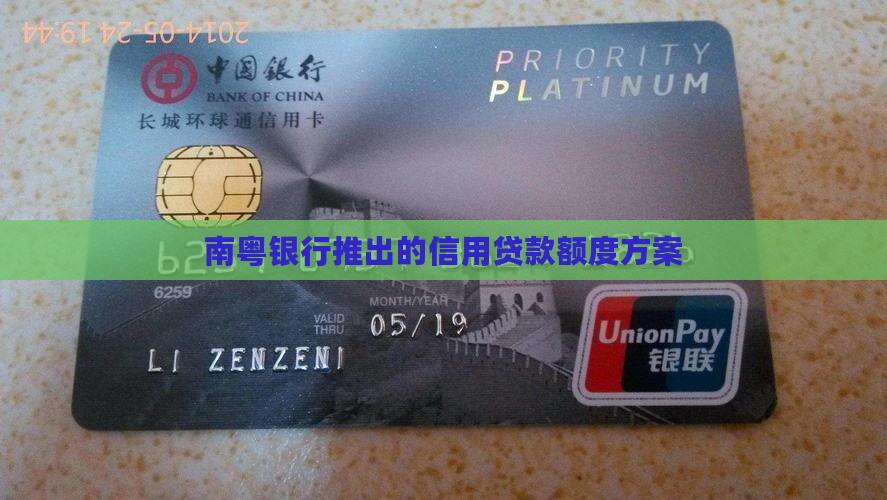 2014-05-24 19:44
中国银行
BANK OF CHINA
长城环球通信用卡
PRIORITY
PLATINUM
南粤银行推出的信用贷款额度方案
6259
MONTH/YEAR
VALID
THRU
05/19
LI ZENZENI
UnionPay
银联